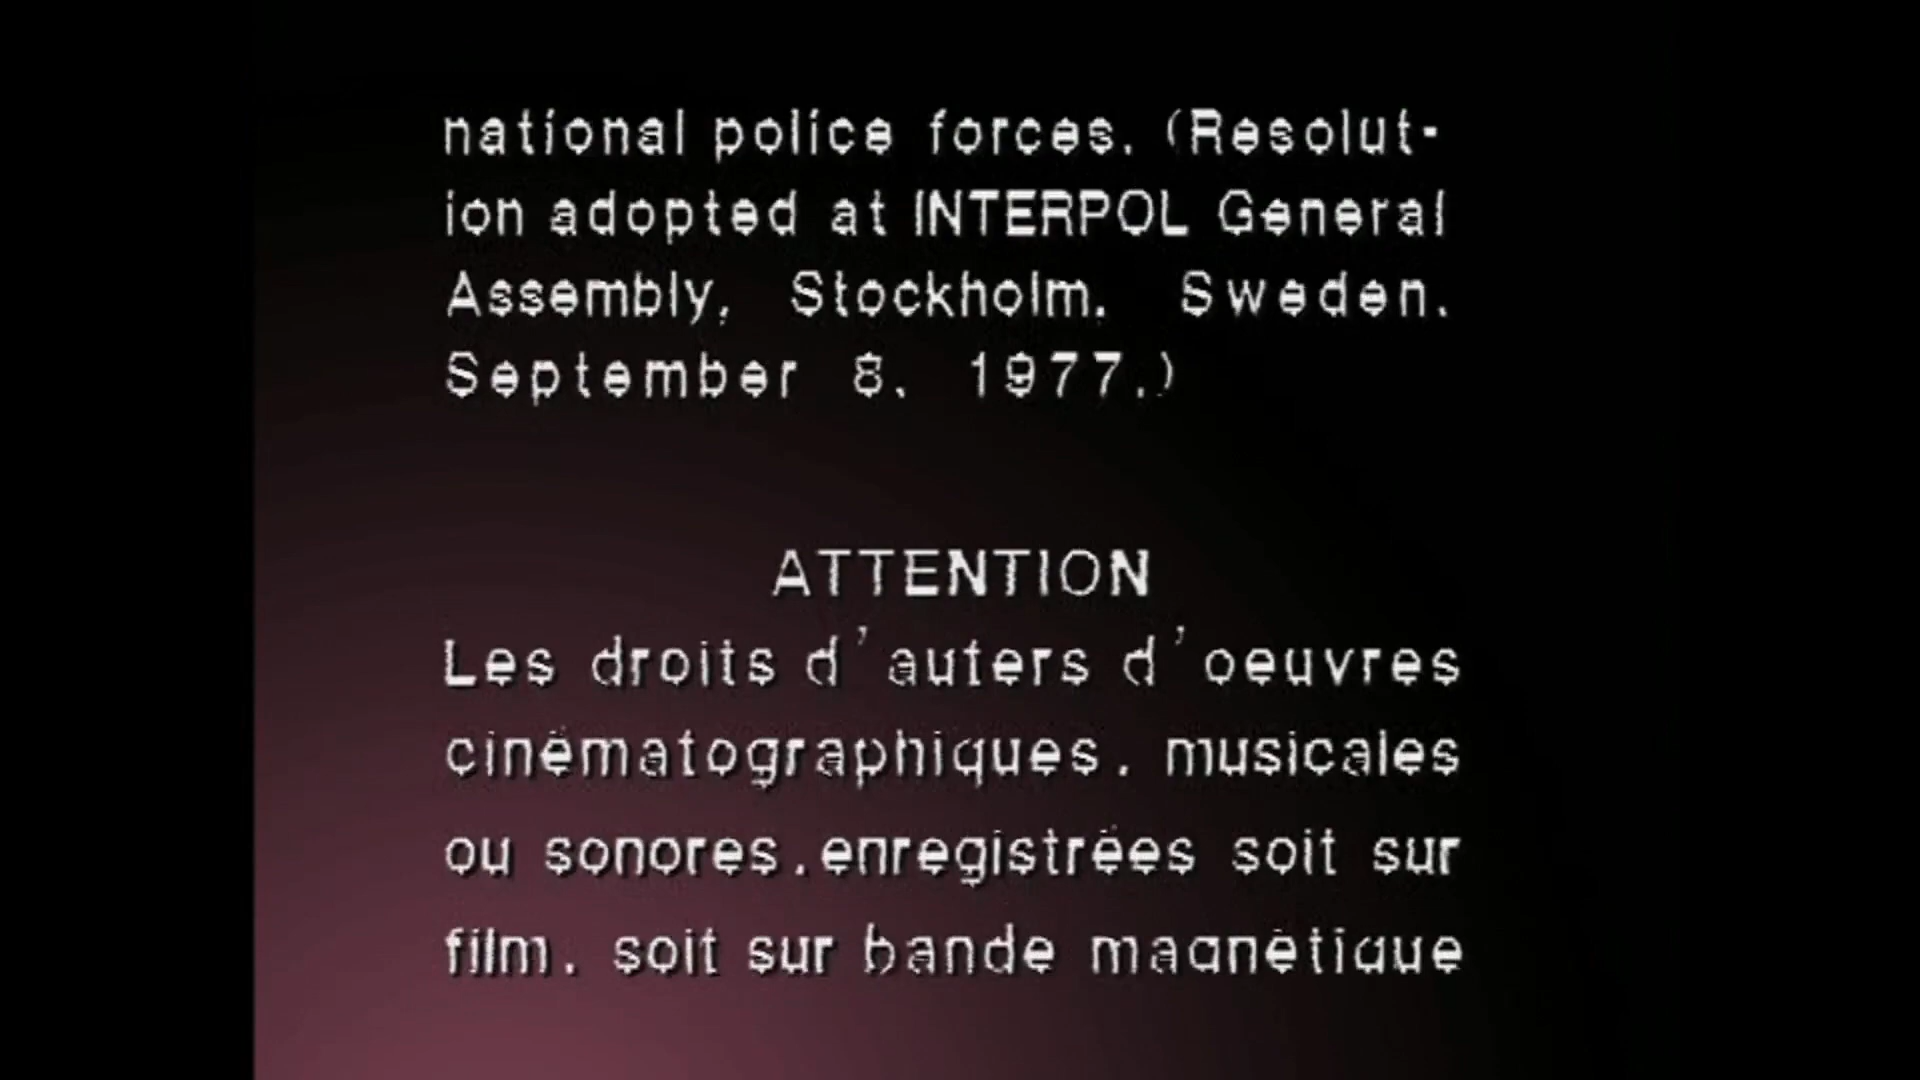 national police forces. (Resolut-
ion adopted at INTERPOL General
Assembly, Stockholm, Sweden,
September 8, 1977.)
ATTENTION
Les droits d'auters d'oeuvres
cinématographiques, musicales
ou sonores,enregistrées soit sur
film, soit sur bande magnétique